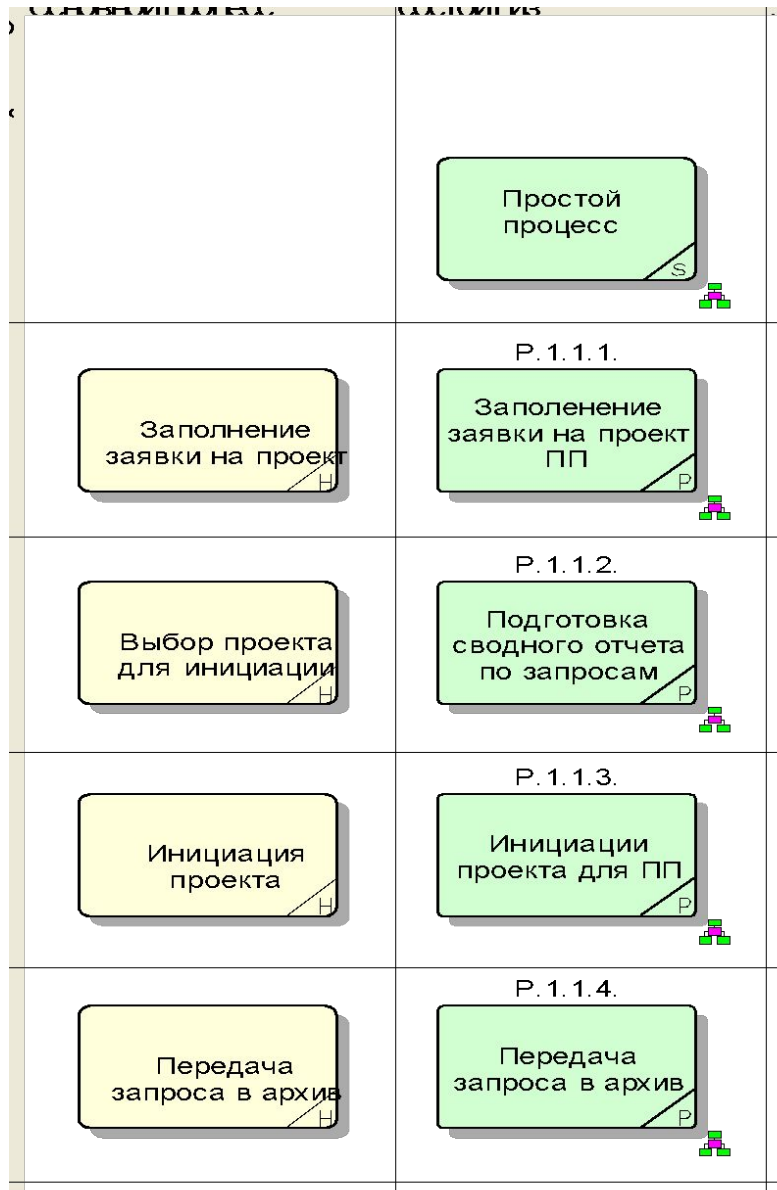 Простой
процесс
S
P.1.1.1.
Заполнение
заявки на проект
H
Заполенение
заявки на проект
ПП
P
P.1.1.2.
Выбор проекта
для инициации
H
Подготовка
сводного отчета
по запросам
P
P.1.1.3.
Инициация
проекта
H
Инициации
проекта для ПП
P
P.1.1.4.
Передача
запроса в архив
H
Передача
запроса в архив
P